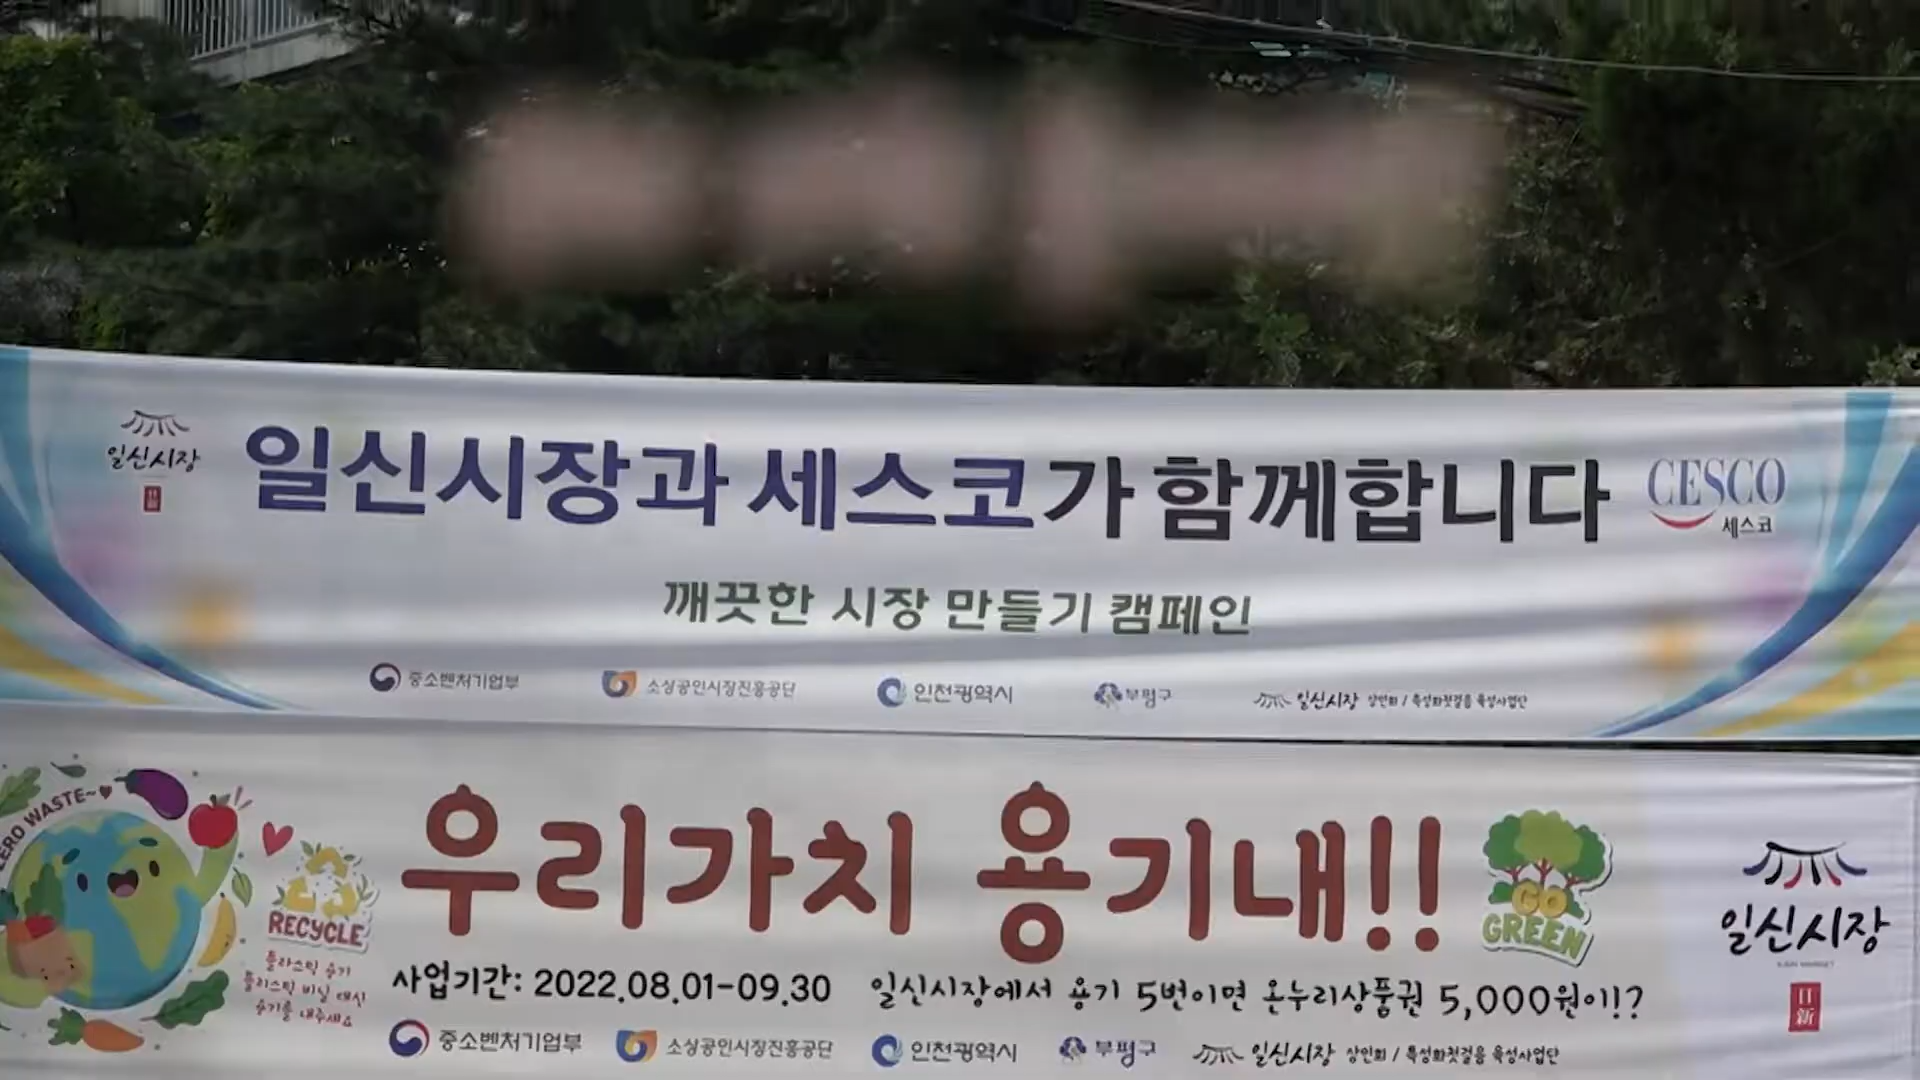 일신시장
일신시장과 세스코가 함께합니다
CESCO
세스코
깨끗한 시장 만들기 캠페인
중소벤처기업부 소상공인시장진흥공단 인천광역시 부평구 일신시장 상인회 / 특성화첫걸음 육성사업단
ZERO WASTE~
RECYCLE
플라스틱 용기
플라스틱 비닐 대신
용기를 내주세요
우리가치 용기내!!
GO
GREEN
일신시장
日新
사업기간: 2022.08.01-09.30 일신시장에서 용기 5번이면 온누리상품권 5,000원이!?
중소벤처기업부 소상공인시장진흥공단 인천광역시 부평구 일신시장 상인회 / 특성화첫걸음 육성사업단